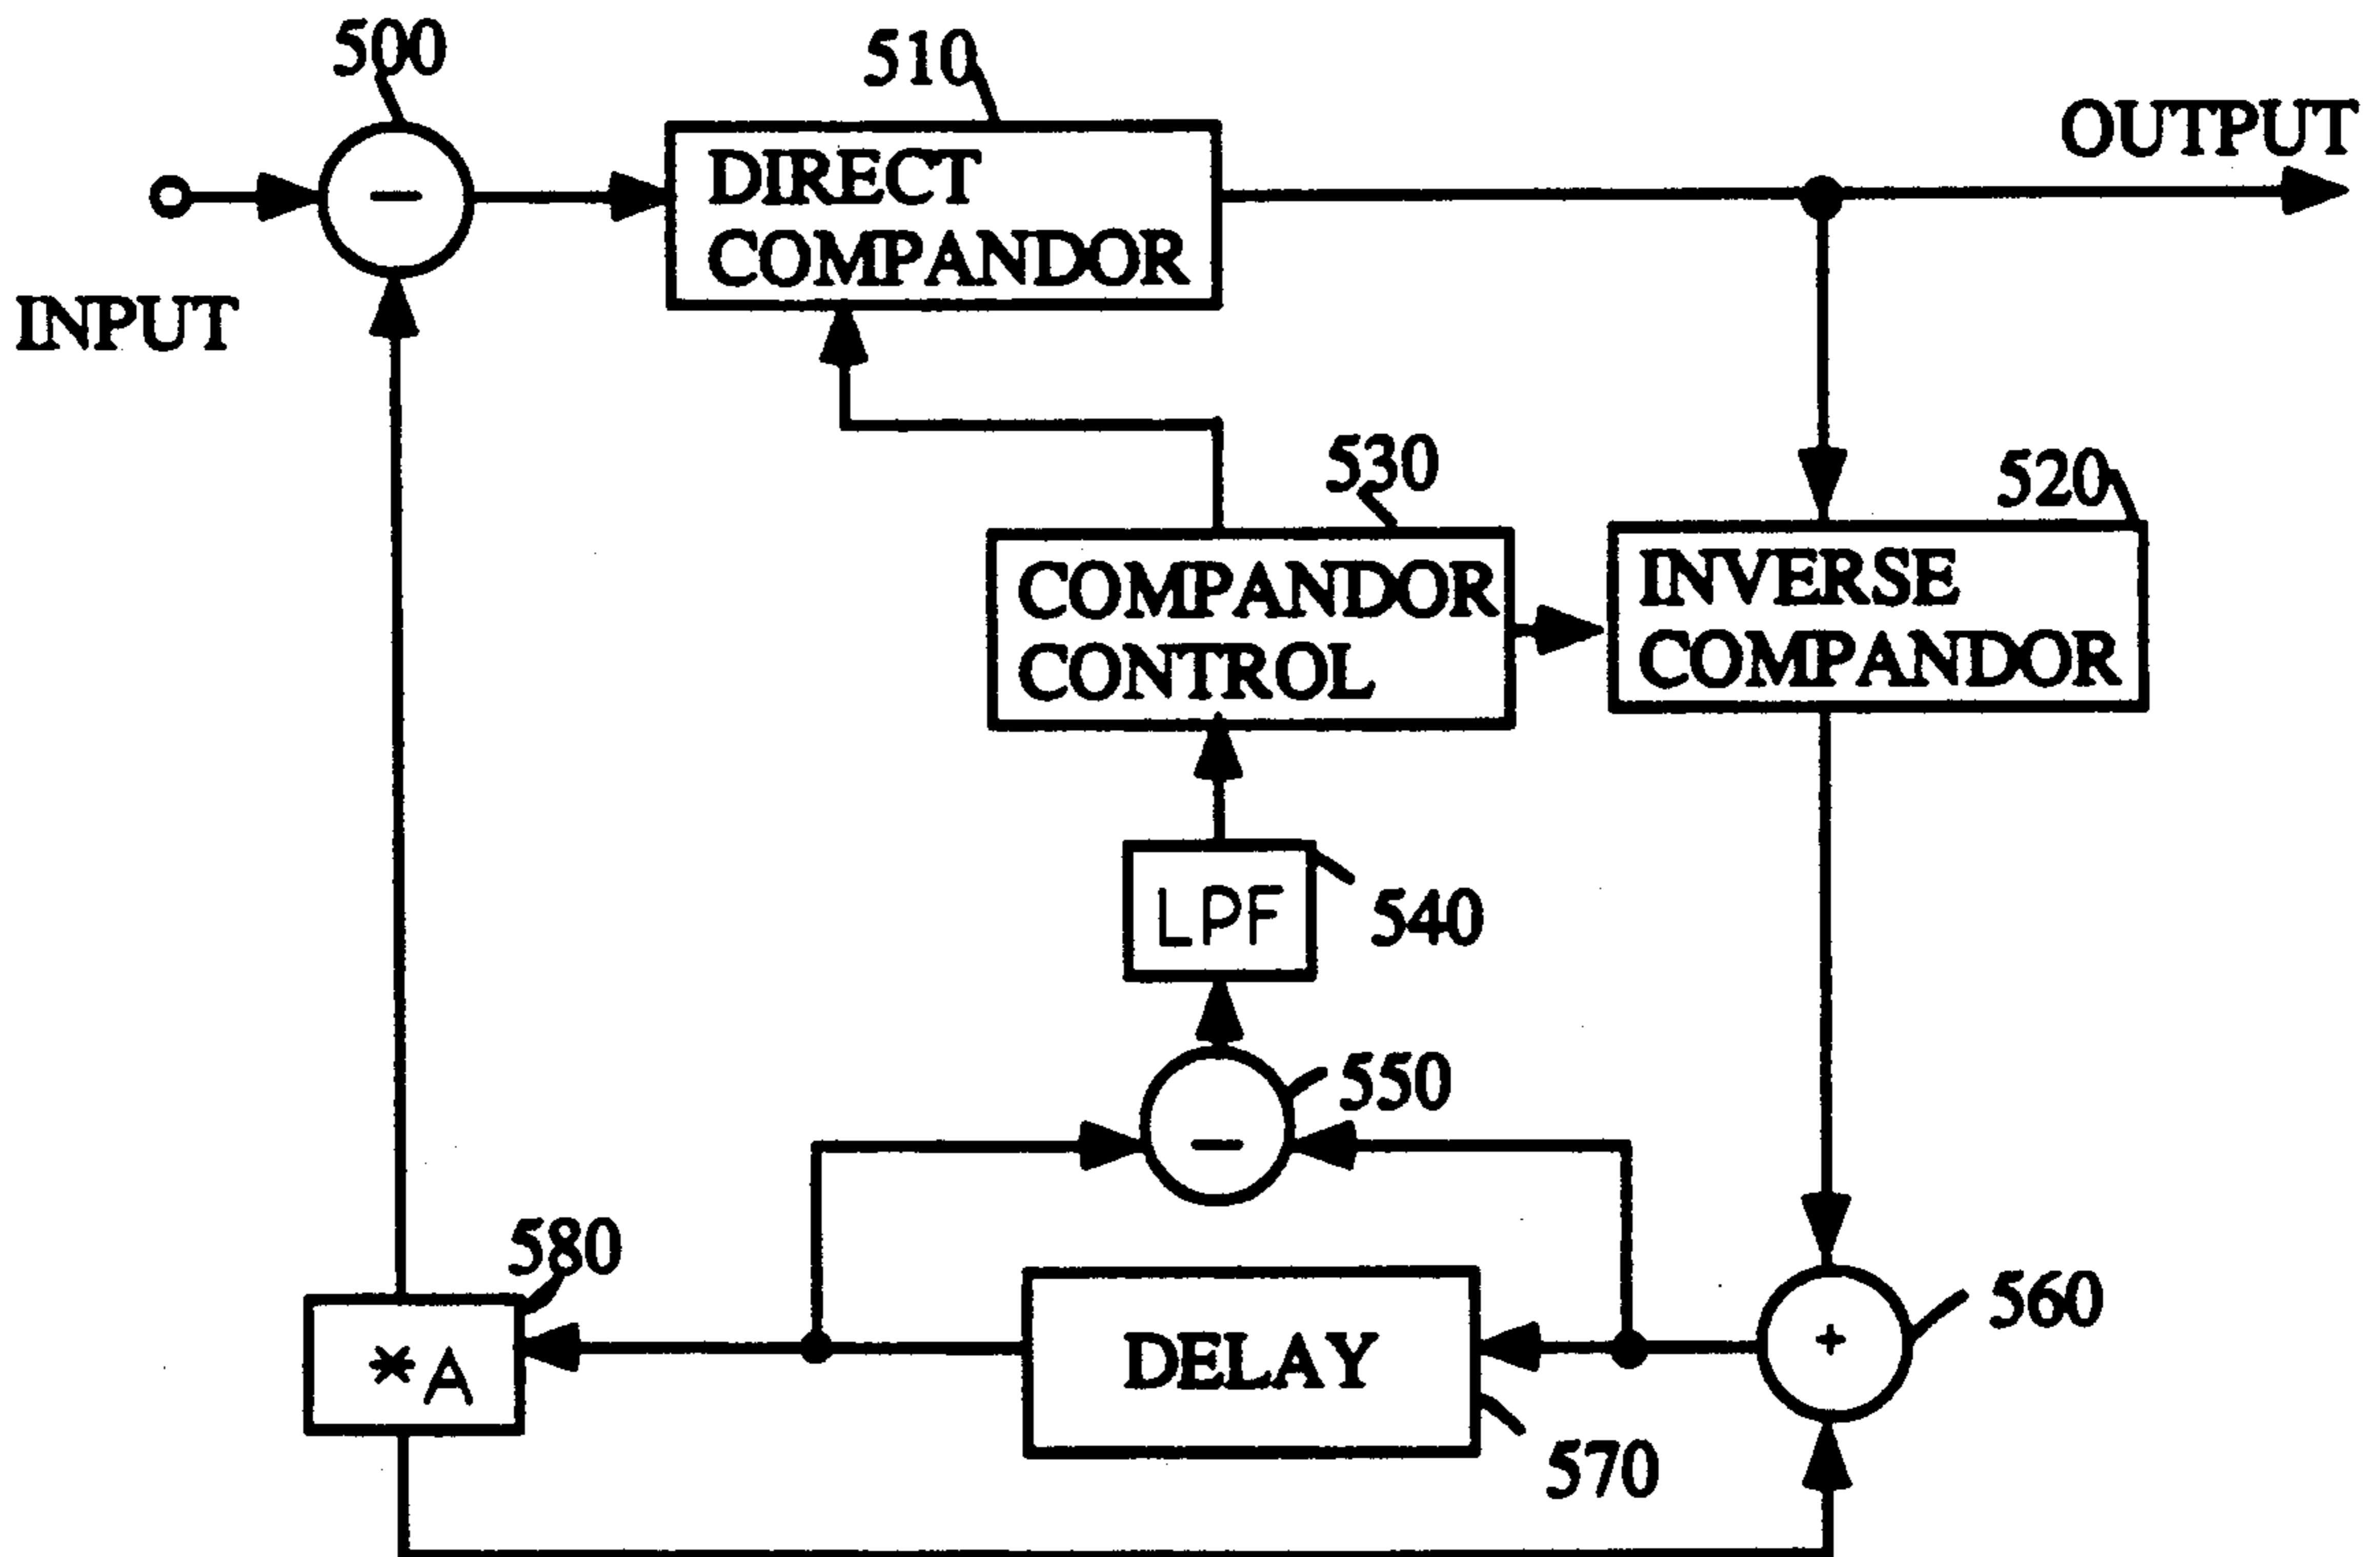 500
510
OUTPUT
DIRECT
COMPANDOR
-
INPUT
530
520
COMPANDOR
CONTROL
INVERSE
COMPANDOR
LPF
540
550
-
580
560
*A
DELAY
+
570